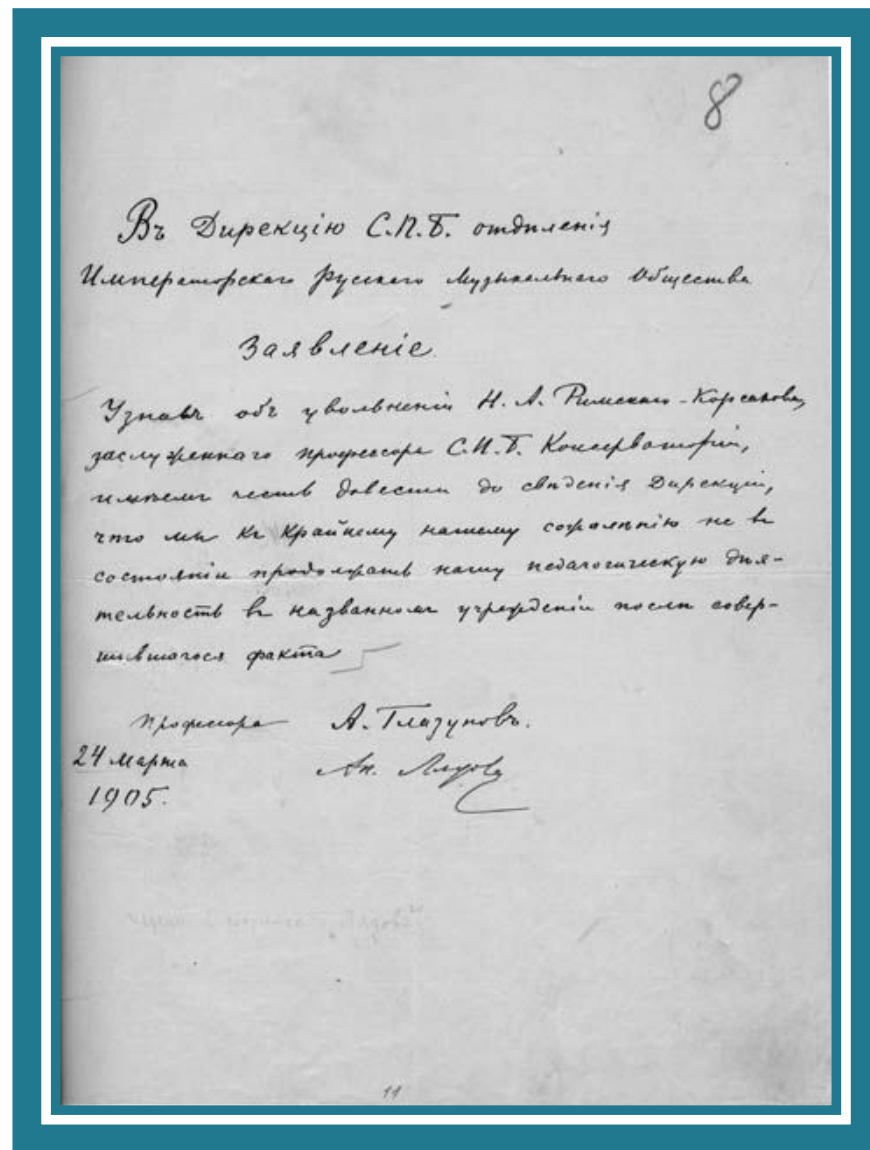 8
Въ Дирекцію С.П.Б. отдѣленія
Императорскаго Русскаго Музыкальнаго Общества
Заявленіе.
Узнавъ объ увольненіи Н. А. Римскаго-Корсакова,
заслуженнаго профессора С.П.Б. Консерваторіи,
имѣемъ честь довести до свѣденія Дирекціи,
что мы къ крайнему нашему сожалѣнію не въ
состояніи продолжать нашу педагогическую дѣя-
тельность въ названномъ учрежденіи послѣ совер-
шившагося факта
Профессора А. Глазуновъ.
24 марта Ан. Лядовъ
1905.
11